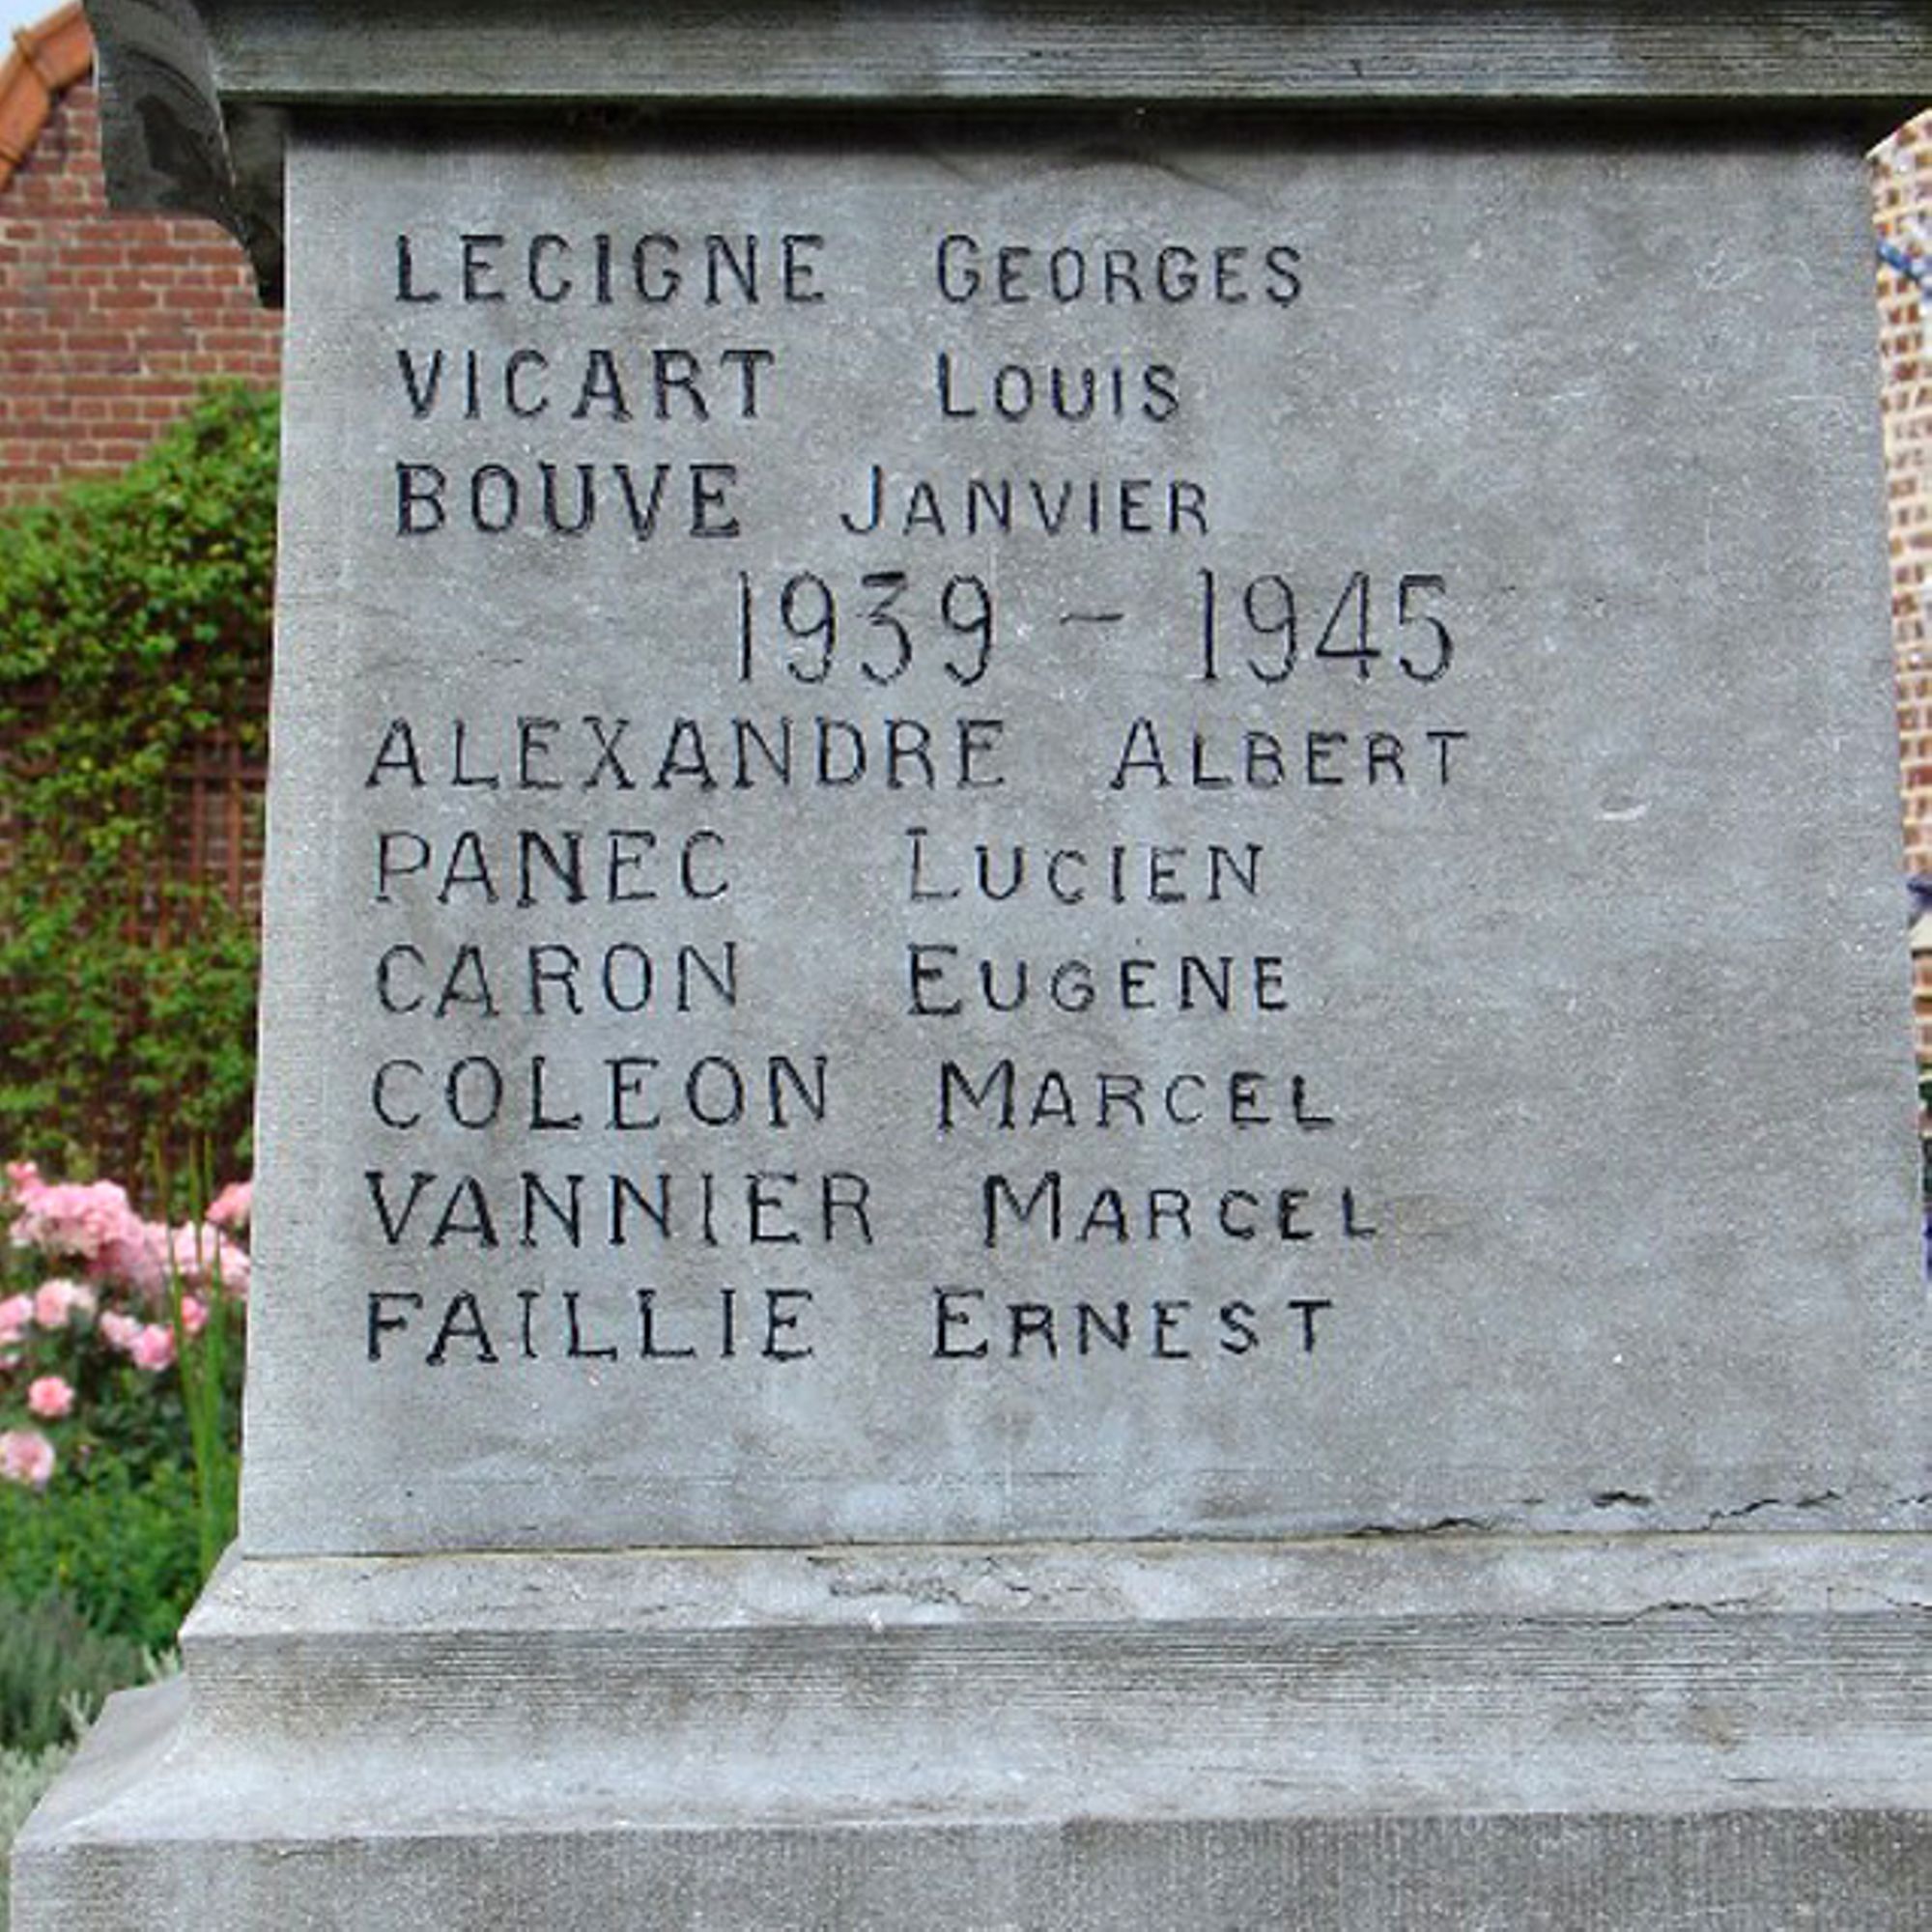 LECIGNE GEORGES
VICART LOUIS
BOUVE JANVIER
1939 - 1945
ALEXANDRE ALBERT
PANEC LUCIEN
CARON EUGÉNE
COLEON MARCEL
VANNIER MARCEL
FAILLIE ERNEST